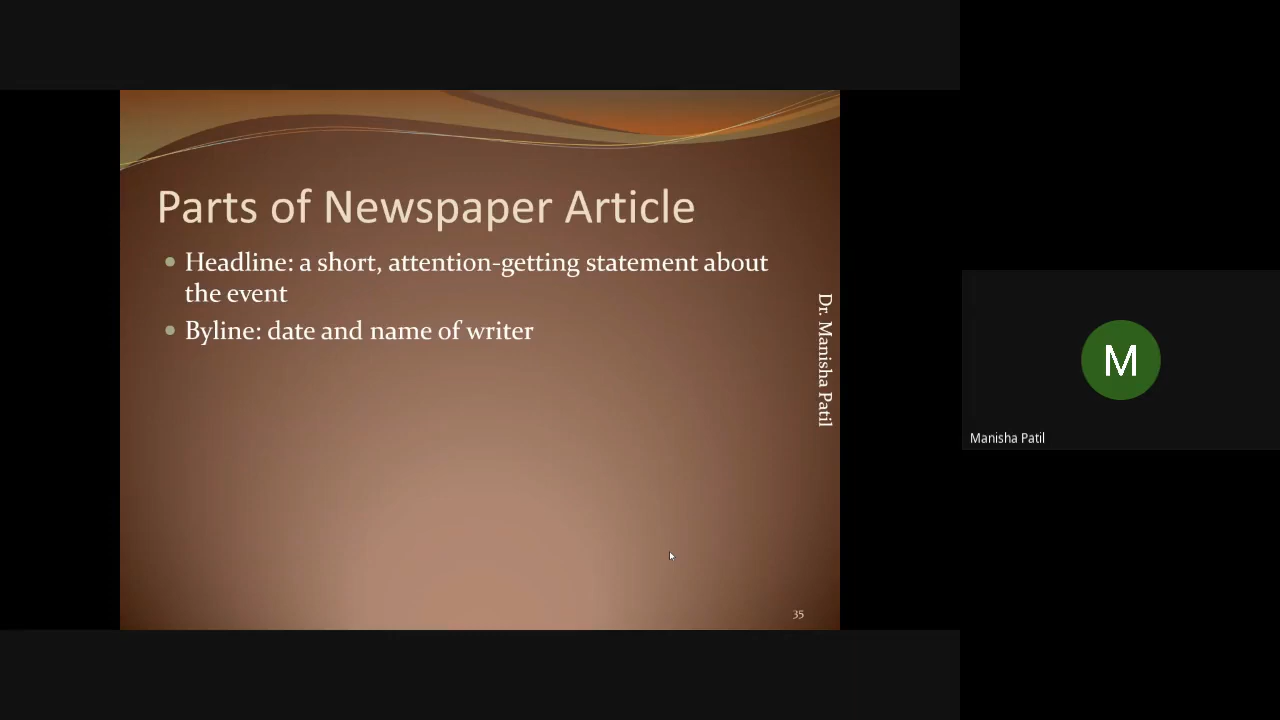 Parts of Newspaper Article
Headline: a short, attention-getting statement about
the event
Byline: date and name of writer
Dr. Manisha Patil
35
M
Manisha Patil